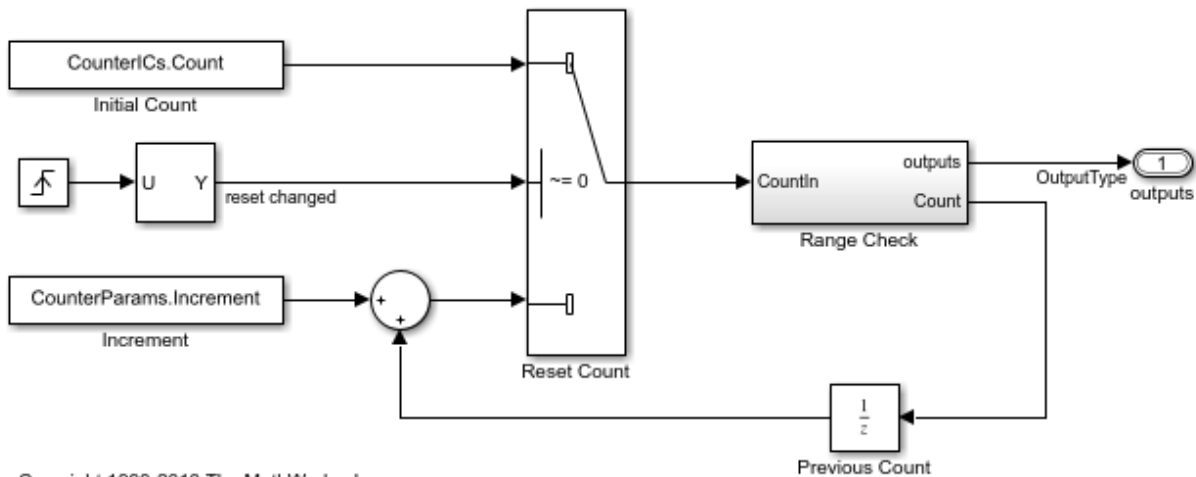 CounterICs.Count
Initial Count
U Y
reset changed
~= 0
CounterParams.Increment
Increment
+
+
Reset Count
CountIn
outputs
Count
Range Check
OutputType
1
outputs
1
z
Previous Count